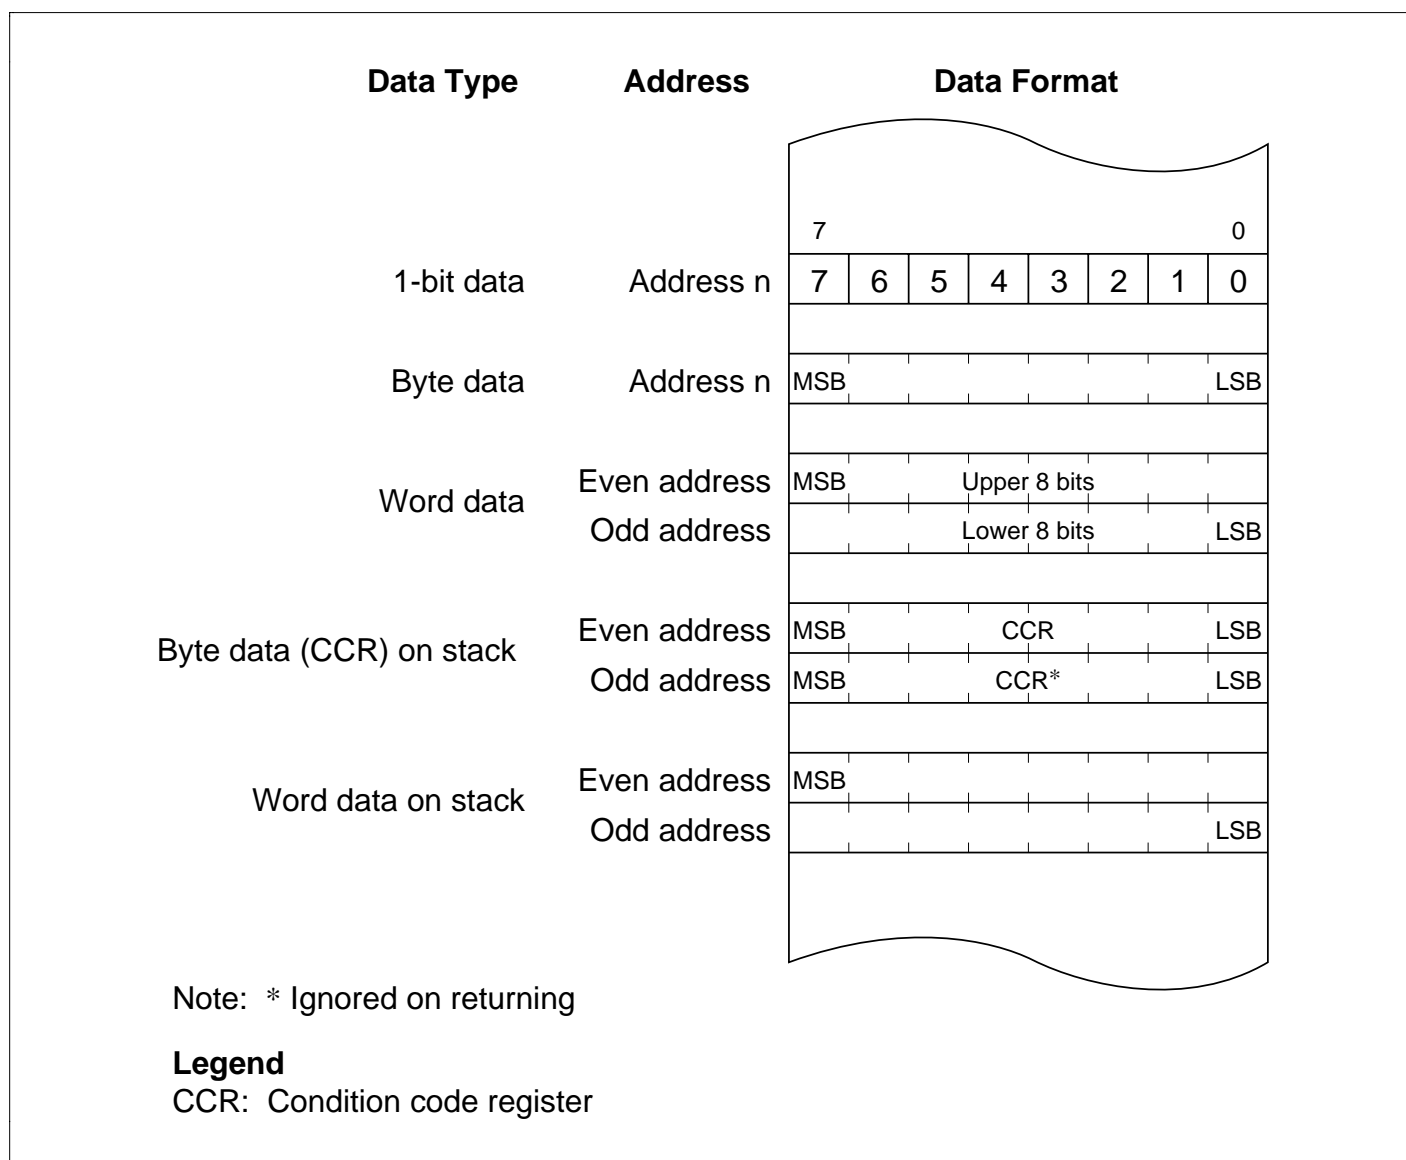 Data Type Address Data Format
7 0
1-bit data Address n 7 6 5 4 3 2 1 0
Byte data Address n MSB LSB
Word data
Even address MSB Upper 8 bits
Odd address Lower 8 bits LSB
Byte data (CCR) on stack
Even address MSB CCR LSB
Odd address MSB CCR* LSB
Word data on stack
Even address MSB
Odd address LSB
Note: * Ignored on returning
Legend
CCR: Condition code register